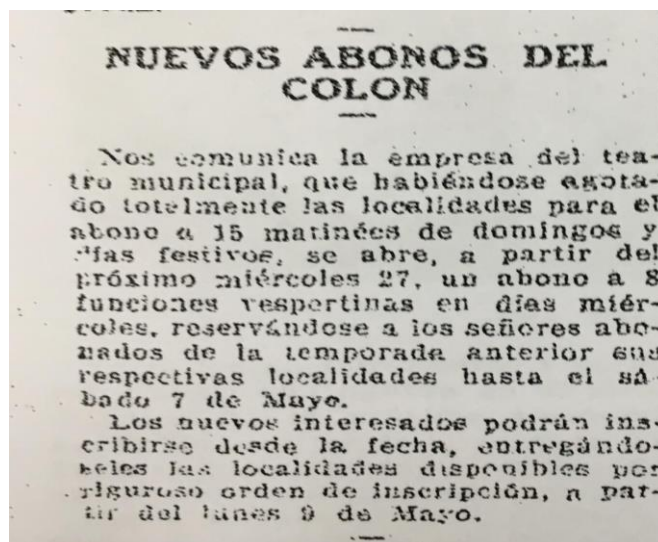 NUEVOS ABONOS DEL
COLON
Nos comunica la empresa del tea-
tro municipal, que habiéndose agota-
do totelmente las localidades para el
abono a 15 matinées de domingos y
días festivos, se abre, a partir del
próximo miércoles 27, un abono a 8
funciones vespertinas en días miér-
coles, reservándose a los señores abo-
nados de la temporada anterior sus
respectivas localidades hasta el sá-
bado 7 de Mayo.
Los nuevos interesados podrán ins-
cribirse desde la fecha, entregándo-
seles las localidades disponibles por
riguroso orden de inscripción, a par-
tir del lunes 9 de Mayo.